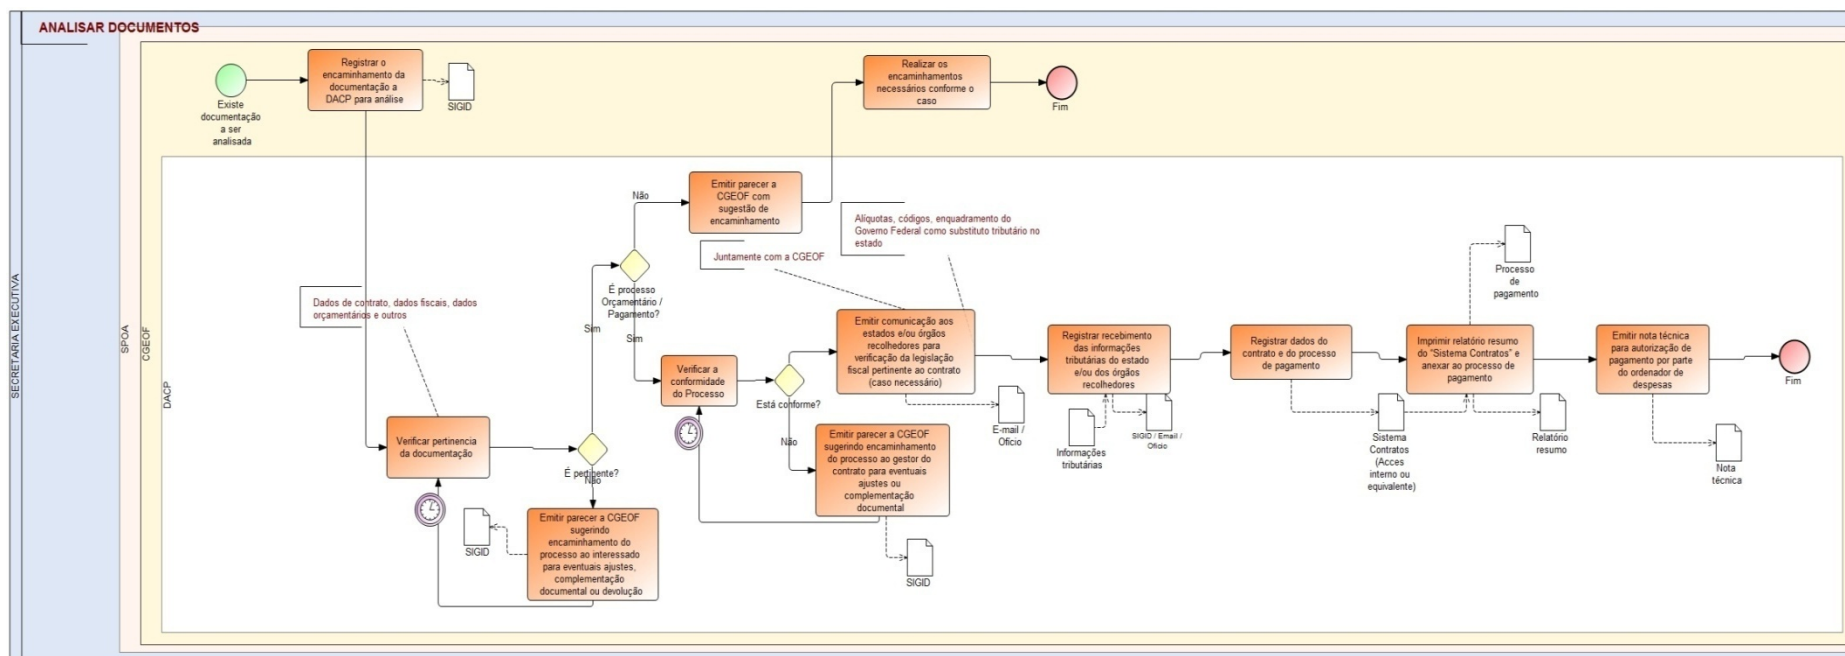 ANALISAR DOCUMENTOS
SECRETARIA EXECUTIVA
SPOA
CGEOF
DACP
Existe
documentação
a ser
analisada
Registrar o
encaminhamento da
documentação a
DACP para análise
SIGID
Realizar os
encaminhamentos
necessários conforme o
caso
Fim
Dados de contrato, dados fiscais, dados
orçamentários e outros
Verificar pertinencia
da documentação
É pertinente?
Sim
Não
Emitir parecer a CGEOF
sugerindo
encaminhamento do
processo ao interessado
para eventuais ajustes,
complementação
documental ou devolução
SIGID
É processo
Orçamentário /
Pagamento?
Não
Sim
Emitir parecer a
CGEOF com
sugestão de
encaminhamento
Verificar a
conformidade
do Processo
Está conforme?
Não
Juntamente com a CGEOF
Alíquotas, códigos, enquadramento do
Governo Federal como substituto tributário no
estado
Emitir comunicação aos
estados e/ou órgãos
recolhedores para
verificação da legislação
fiscal pertinente ao contrato
(caso necessário)
E-mail /
Ofício
Emitir parecer a CGEOF
sugerindo encaminhamento
do processo ao gestor do
contrato para eventuais
ajustes ou
complementação
documental
SIGID
Registrar recebimento
das informações
tributárias do estado
e/ou dos órgãos
recolhedores
Informações
tributárias
SIGID / Email /
Oficio
Registrar dados do
contrato e do processo
de pagamento
Sistema
Contratos
(Acces
interno ou
equivalente)
Imprimir relatório resumo
do "Sistema Contratos" e
anexar ao processo de
pagamento
Processo
de
pagamento
Relatório
resumo
Emitir nota técnica
para autorização de
pagamento por parte
do ordenador de
despesas
Nota
técnica
Fim